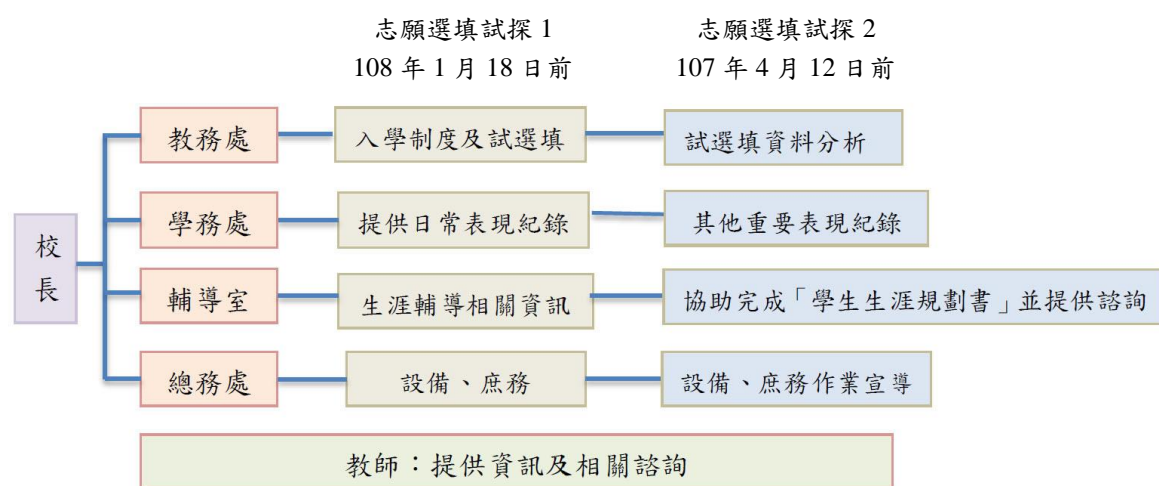 志願選填試探 1
108 年 1 月 18 日前
志願選填試探 2
107 年 4 月 12 日前
校長
教務處
入學制度及試選填
試選填資料分析
學務處
提供日常表現紀錄
其他重要表現紀錄
輔導室
生涯輔導相關資訊
協助完成「學生生涯規劃書」並提供諮詢
總務處
設備、庶務
設備、庶務作業宣導
教師：提供資訊及相關諮詢